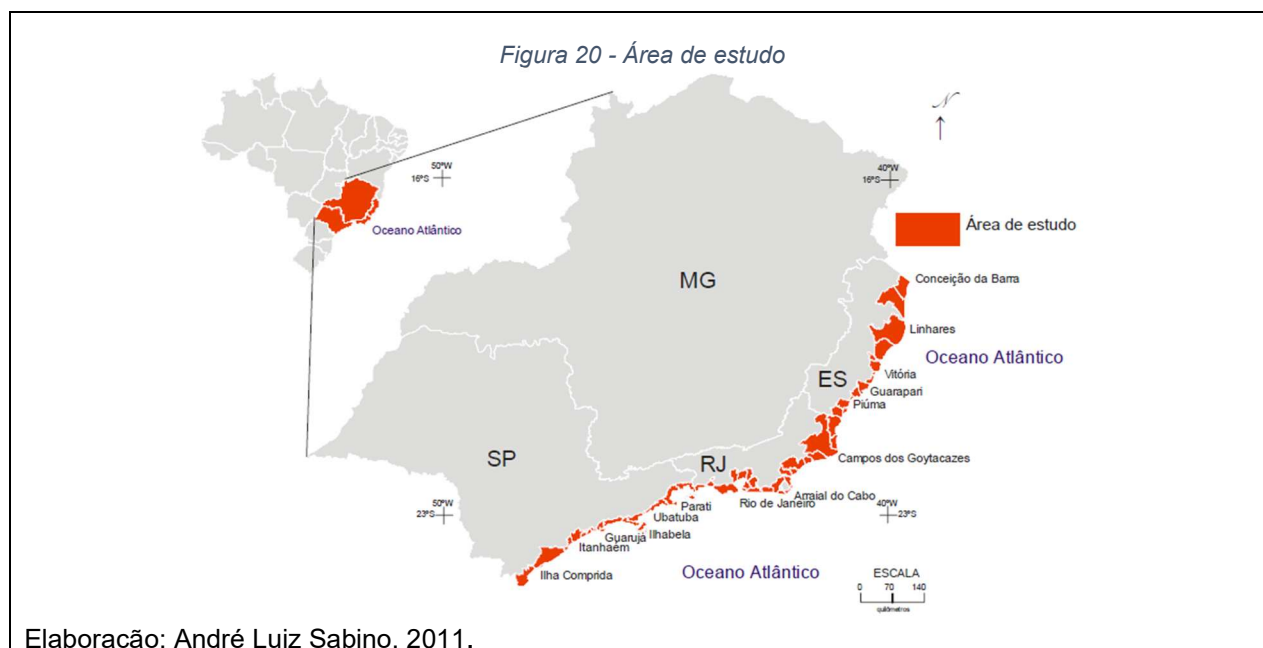 Figura 20 - Área de estudo
50°W
16°S
Oceano Atlântico
N
40°W
16°S
Área de estudo
MG
Conceição da Barra
Linhares
Oceano Atlântico
Vitória
ES
Guarapari
Piúma
Campos dos Goytacazes
SP
RJ
Arraial do Cabo
Rio de Janeiro
Parati
Ubatuba
Ilhabela
Guarujá
Itanhaém
Ilha Comprida
50°W
23°S
40°W
23°S
Oceano Atlântico
ESCALA
0 70 140
quilômetros
Elaboração: André Luiz Sabino, 2011.